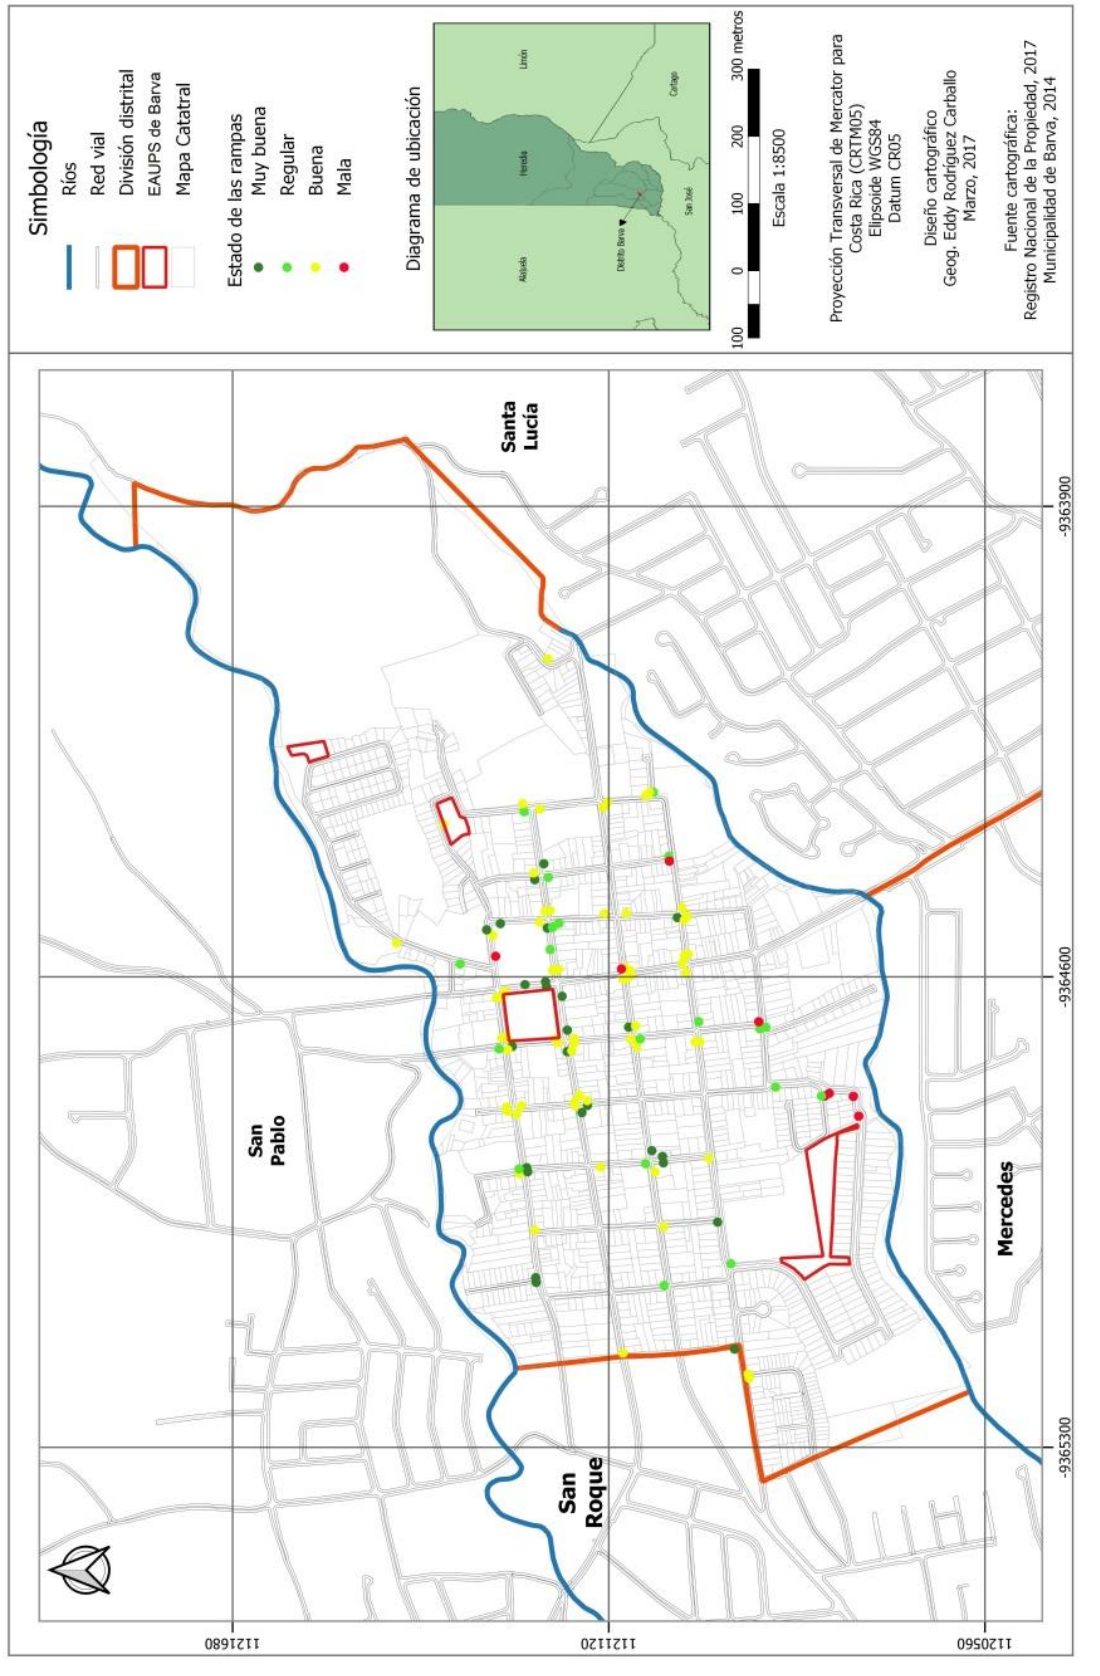 Simbología
Ríos
Red vial
División distrital
EAUPS de Barva
Mapa Catatral
Estado de las rampas
Muy buena
Regular
Buena
Mala
Diagrama de ubicación
Limón
Heredia
Alajuela
Cartago
San José
Distrito Barva
100 0 100 200 300 metros
Escala 1:8500
Proyección Transversal de Mercator para
Costa Rica (CRTM05)
Elipsoide WGS84
Datum CR05
Diseño cartográfico
Geog. Eddy Rodríguez Carballo
Marzo, 2017
Fuente cartográfica:
Registro Nacional de la Propiedad, 2017
Municipalidad de Barva, 2014
Santa
Lucía
San
Pablo
San
Roque
Mercedes
-9365300
-9364600
-9363900
1121680
1121120
1120560